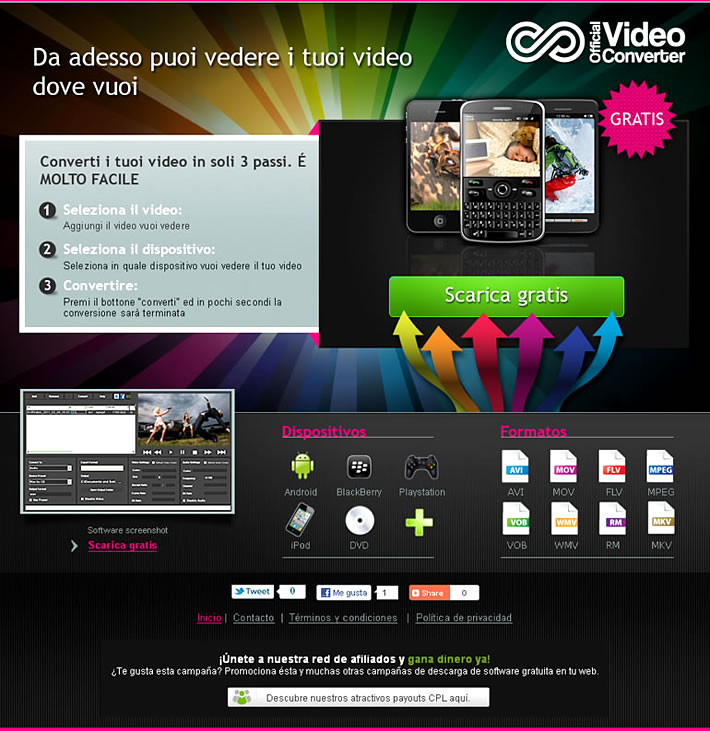 Da adesso puoi vedere i tuoi video
dove vuoi
Official Video
Converter
GRATIS
Converti i tuoi video in soli 3 passi. É
MOLTO FACILE
1 Seleziona il video:
Aggiungi il video vuoi vedere
2 Seleziona il dispositivo:
Seleziona in quale dispositivo vuoi vedere il tuo video
3 Convertire:
Premi il bottone "converti" ed in pochi secondi la
conversione sarà terminata
Scarica gratis
Software screenshot
Scarica gratis
Dispositivos
Android BlackBerry Playstation
iPod DVD
Formatos
AVI MOV FLV MPEG
AVI MOV FLV MPEG
VOB WMV RM MKV
VOB WMV RM MKV
Tweet 0 Me gusta 1 Share 0
Inicio | Contacto | Términos y condiciones | Política de privacidad
¡Únete a nuestra red de afiliados y gana dinero ya!
¿Te gusta esta campaña? Promociona ésta y muchas otras campañas de descarga de software gratuita en tu web.
Descubre nuestros atractivos payouts CPL aquí.